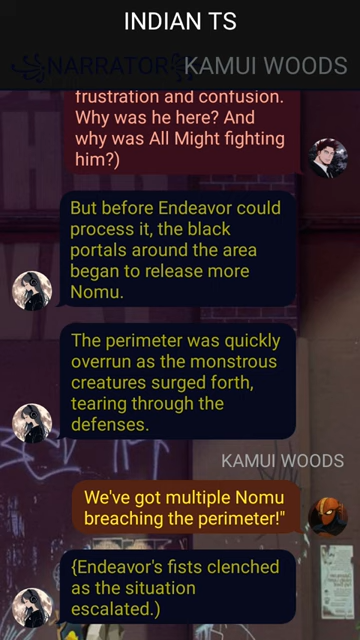 INDIAN TS
NARRATOR
KAMUI WOODS
frustration and confusion.
Why was he here? And
why was All Might fighting
him?)
But before Endeavor could
process it, the black
portals around the area
began to release more
Nomu.
The perimeter was quickly
overrun as the monstrous
creatures surged forth,
tearing through the
defenses.
KAMUI WOODS
We've got multiple Nomu
breaching the perimeter!"
{Endeavor's fists clenched
as the situation
escalated.)